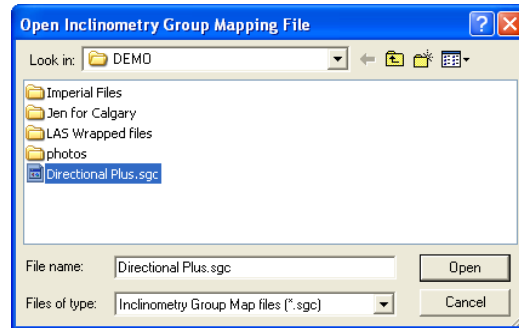 Open Inclinometry Group Mapping File
Look in: DEMO
Imperial Files
Jen for Calgary
LAS Wrapped files
photos
Directional Plus.sgc
File name: Directional Plus.sgc Open
Files of type: Inclinometry Group Map files (*.sgc) Cancel